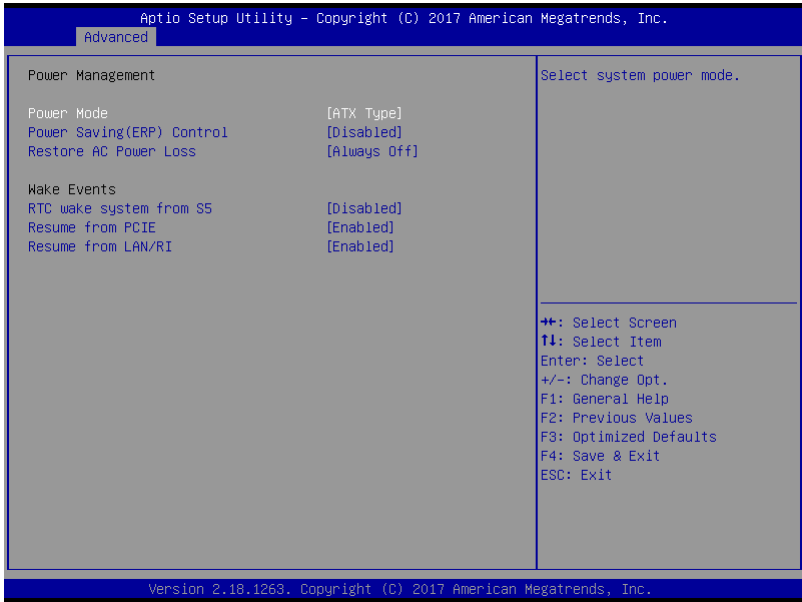 Aptio Setup Utility – Copyright (C) 2017 American Megatrends, Inc.
Advanced
Power Management
Power Mode [ATX Type]
Power Saving(ERP) Control [Disabled]
Restore AC Power Loss [Always Off]
Wake Events
RTC wake system from S5 [Disabled]
Resume from PCIE [Enabled]
Resume from LAN/RI [Enabled]
Select system power mode.
→←: Select Screen
↑↓: Select Item
Enter: Select
+/-: Change Opt.
F1: General Help
F2: Previous Values
F3: Optimized Defaults
F4: Save & Exit
ESC: Exit
Version 2.18.1263. Copyright (C) 2017 American Megatrends, Inc.